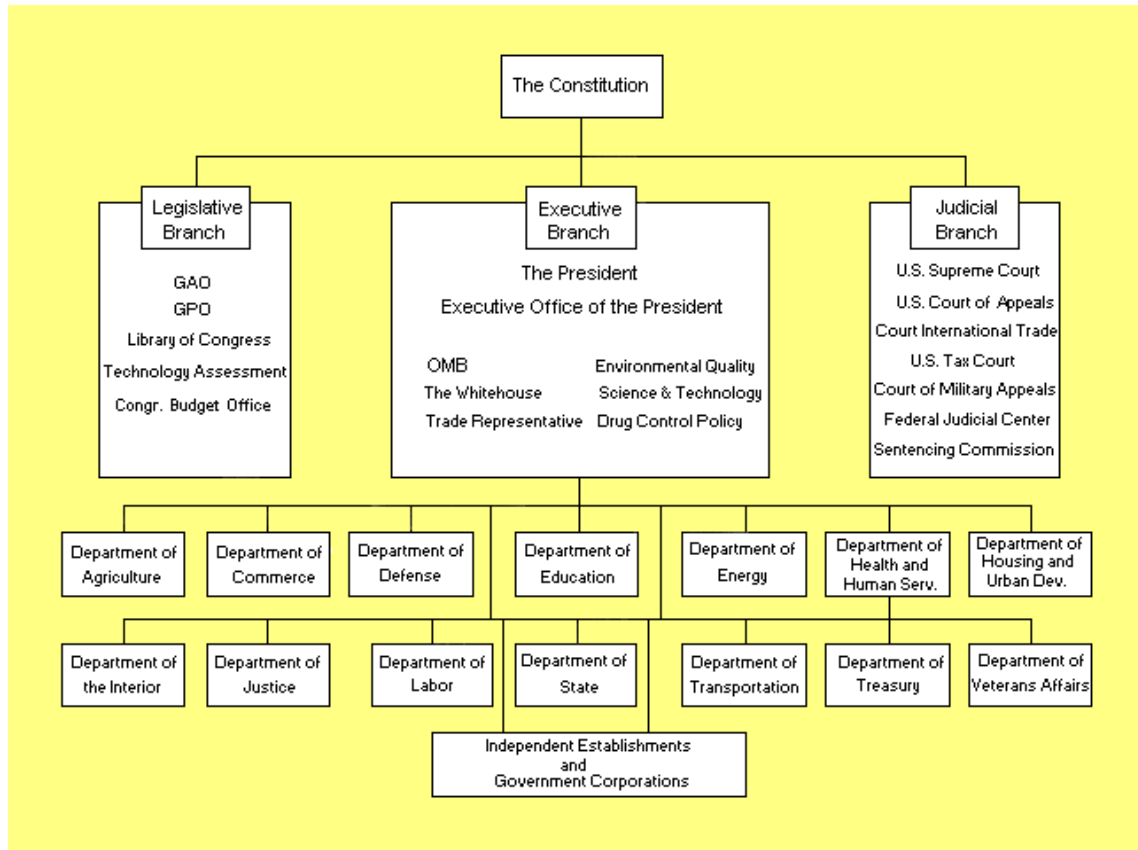 The Constitution
Legislative
Branch
GAO
GPO
Library of Congress
Technology Assessment
Congr. Budget Office
Executive
Branch
The President
Executive Office of the President
OMB
The Whitehouse
Trade Representative
Environmental Quality
Science & Technology
Drug Control Policy
Judicial
Branch
U.S. Supreme Court
U.S. Court of Appeals
Court International Trade
U.S. Tax Court
Court of Military Appeals
Federal Judicial Center
Sentencing Commission
Department of
Agriculture
Department of
Commerce
Department of
Defense
Department of
Education
Department of
Energy
Department of
Health and
Human Serv.
Department of
Housing and
Urban Dev.
Department of
the Interior
Department of
Justice
Department of
Labor
Department of
State
Department of
Transportation
Department of
Treasury
Department of
Veterans Affairs
Independent Establishments
and
Government Corporations